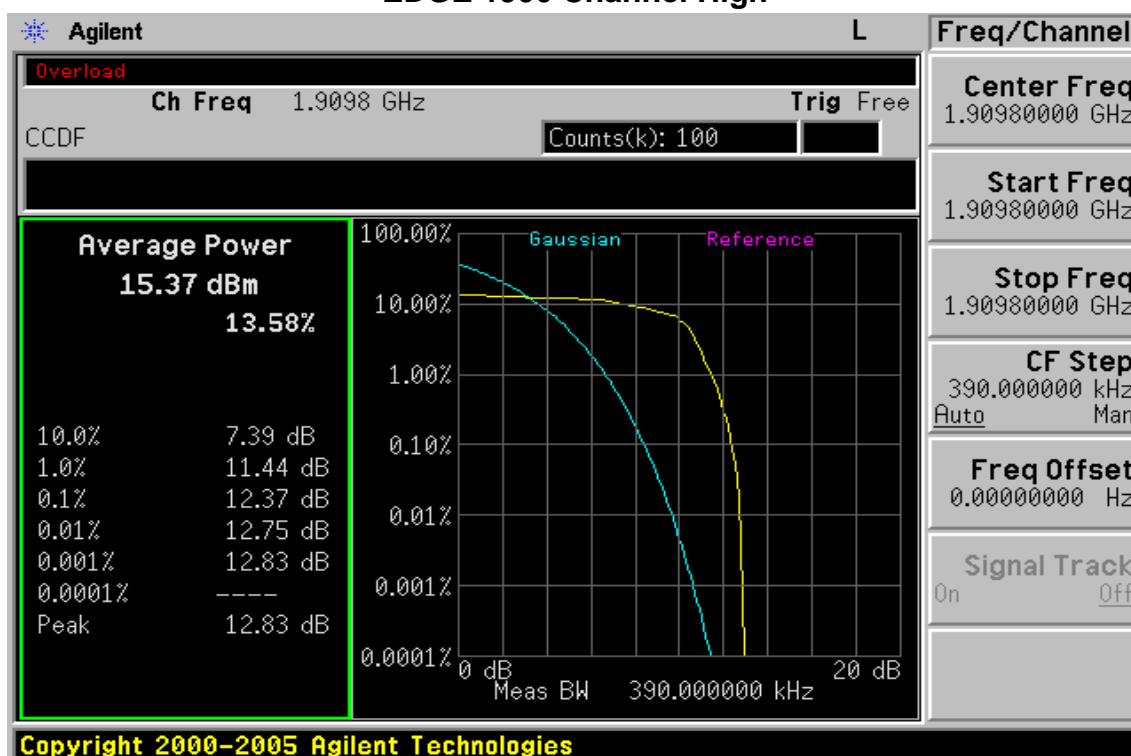 Agilent L
Overload
Ch Freq 1.9098 GHz Trig Free
CCDF Counts(k): 100
Average Power
15.37 dBm
13.58%
10.0% 7.39 dB
1.0% 11.44 dB
0.1% 12.37 dB
0.01% 12.75 dB
0.001% 12.83 dB
0.0001% ----
Peak 12.83 dB
Gaussian Reference
100.00%
10.00%
1.00%
0.10%
0.01%
0.001%
0.0001%
0 dB 20 dB
Meas BW 390.000000 kHz
Freq/Channel
Center Freq
1.90980000 GHz
Start Freq
1.90980000 GHz
Stop Freq
1.90980000 GHz
CF Step
390.000000 kHz
Auto Man
Freq Offset
0.00000000 Hz
Signal Track
On Off
Copyright 2000-2005 Agilent Technologies